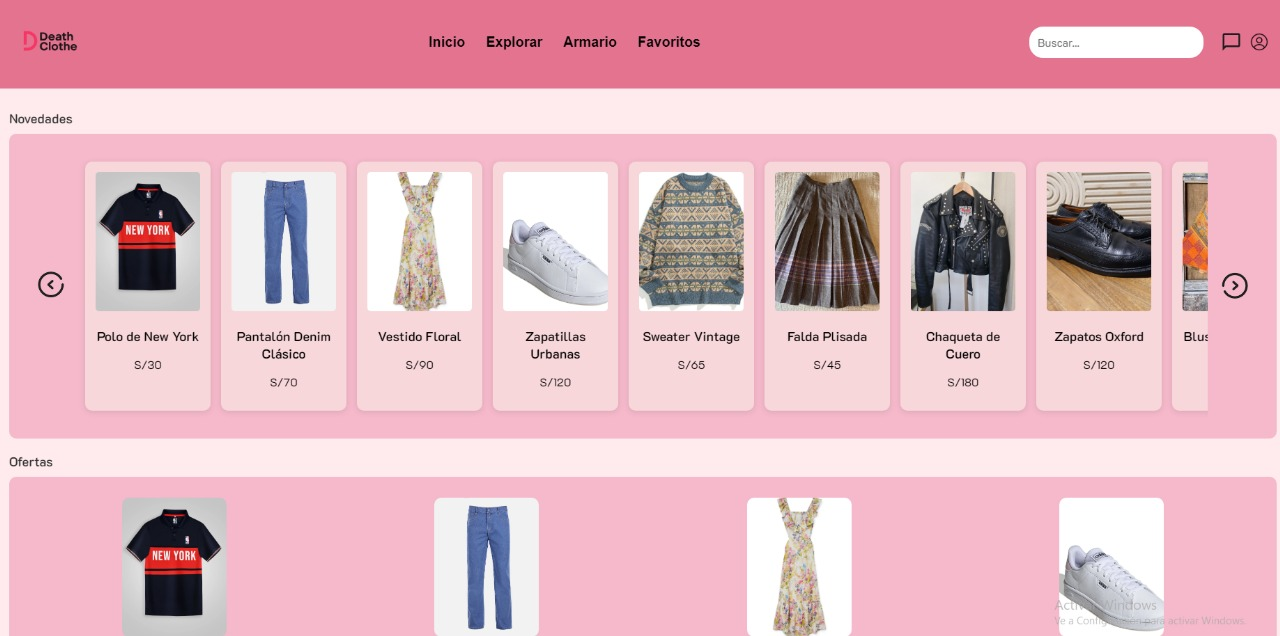 Death
Clothe
Inicio Explorar Armario Favoritos
Buscar...
Novedades
NEW YORK
Polo de New York
S/30
Pantalón Denim
Clásico
S/70
Vestido Floral
S/90
Zapatillas
Urbanas
S/120
Sweater Vintage
S/65
Falda Plisada
S/45
Chaqueta de
Cuero
S/180
Zapatos Oxford
S/120
Blus
Ofertas
NEW YORK
Activar Windows
Ve a Configuración para activar Windows.